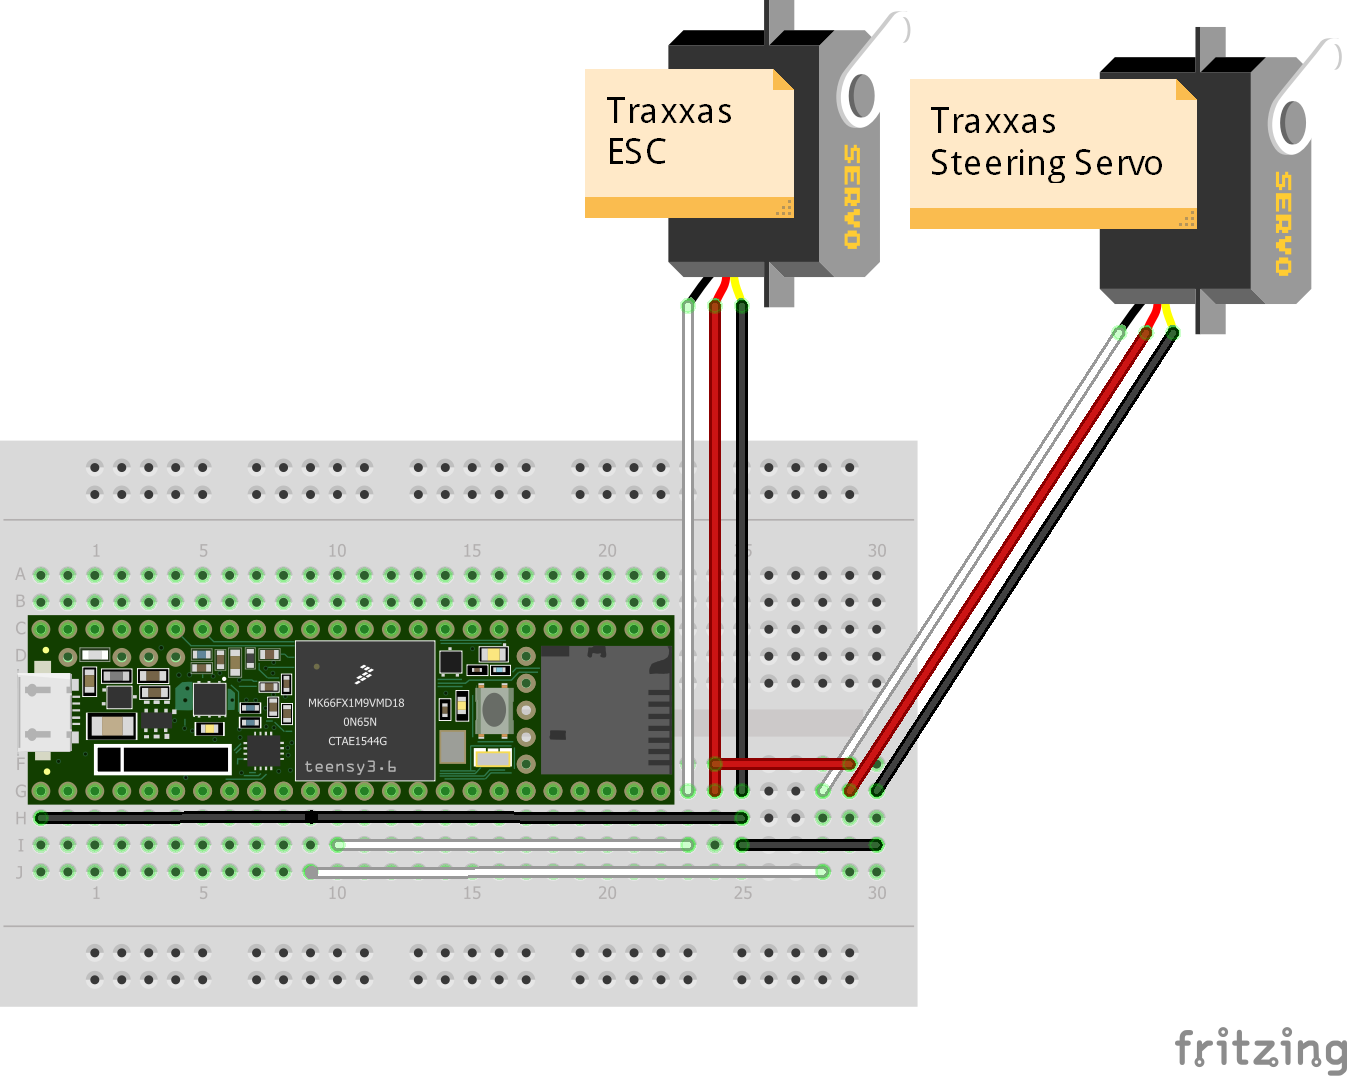 Traxxas
ESC
SERVO
Traxxas
Steering Servo
SERVO
1 5 10 15 20 25 30
A
B
C
D
MK66FX1M9VMD18
0N65N
CTAE1544G
teensy3.6
F
G
H
I
J
1 5 10 15 20 25 30
fritzing